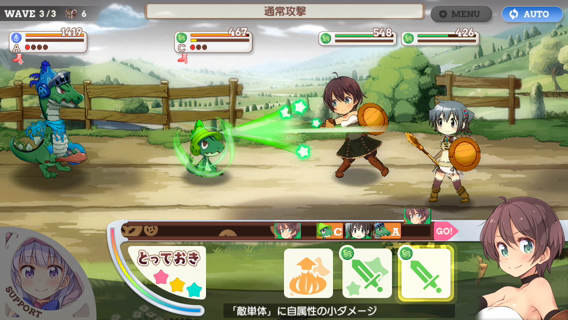 WAVE 3/3 6
通常攻撃
MENU
AUTO
1419
A
467
C
548
426
C
A
GO!
とっておき
SUPPORT
「敵単体」に自属性の小ダメージ